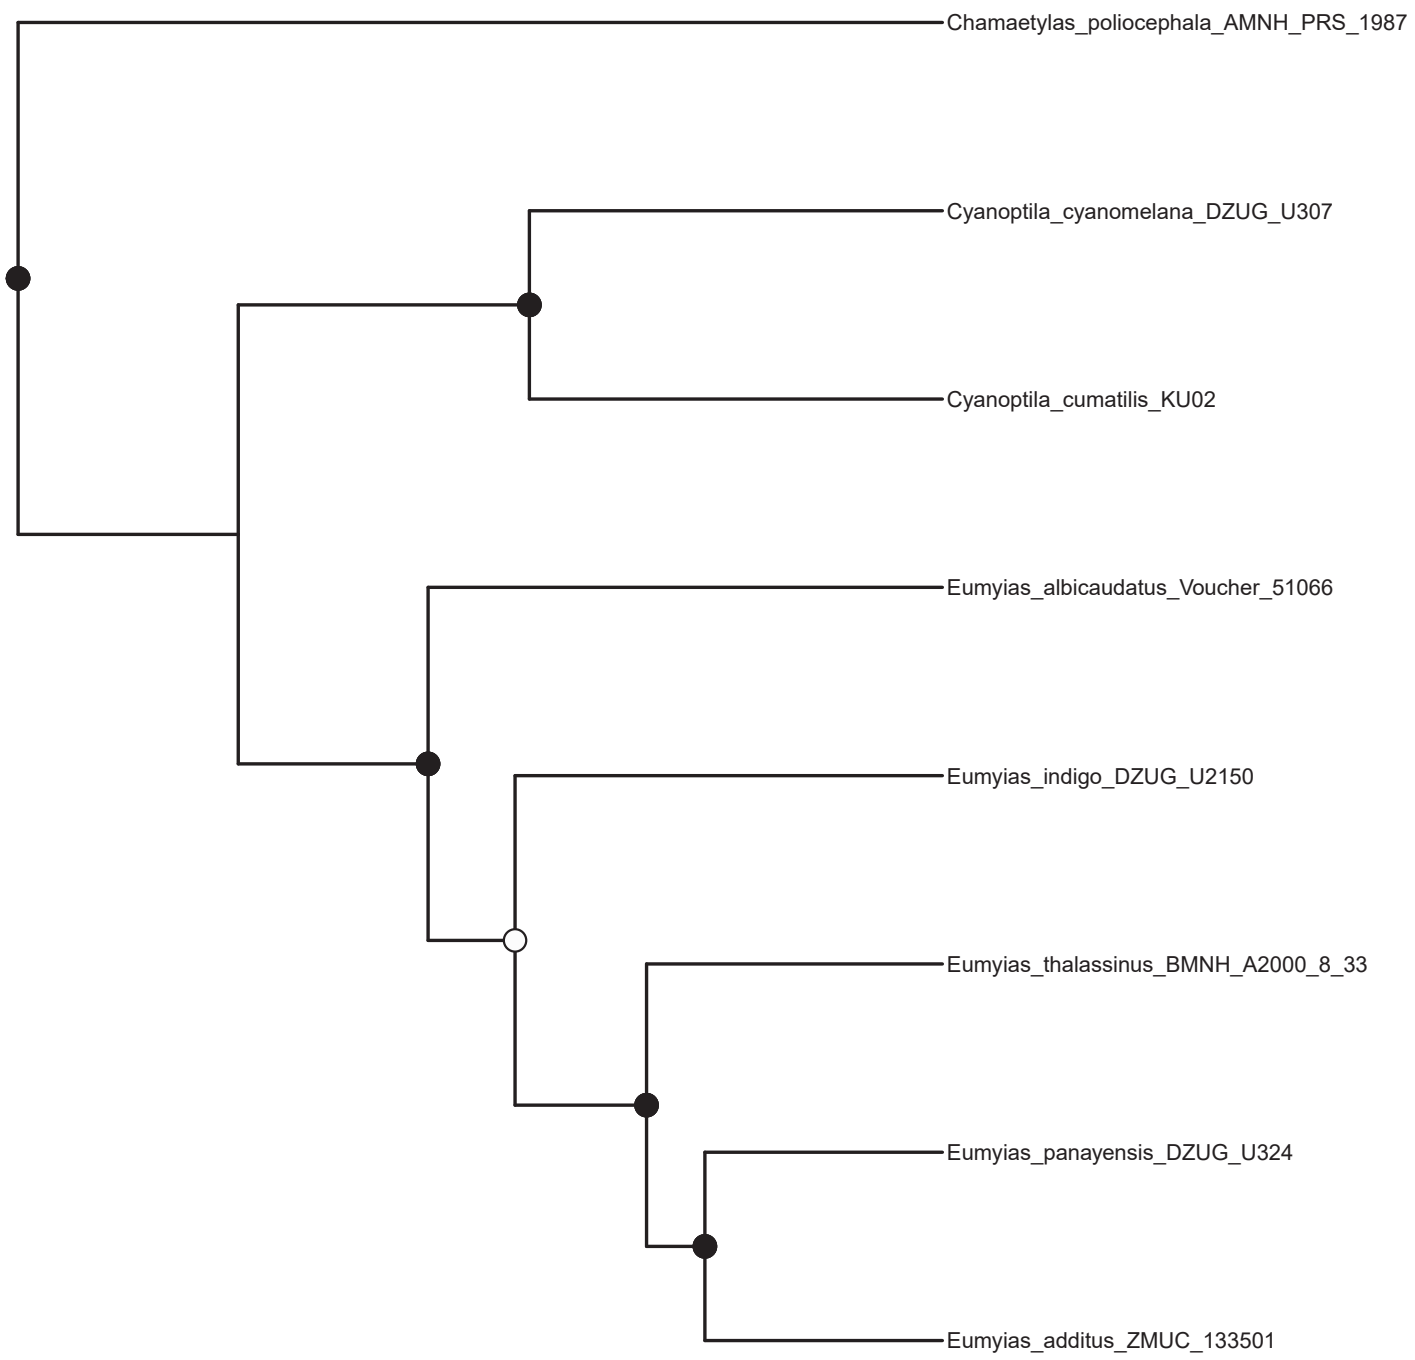 Chamaetylas_poliocephala_AMNH_PRS_1987
Cyanoptila_cyanomelana_DZUG_U307
Cyanoptila_cumatilis_KU02
Eumyias_albicaudatus_Voucher_51066
Eumyias_indigo_DZUG_U2150
Eumyias_thalassinus_BMNH_A2000_8_33
Eumyias_panayensis_DZUG_U324
Eumyias_additus_ZMUC_133501